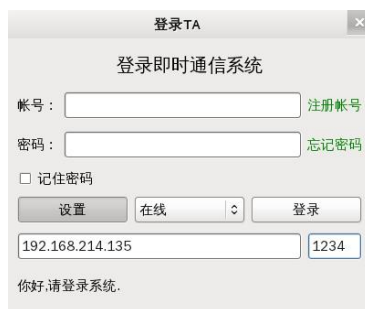 登录TA
登录即时通信系统
帐号： 注册帐号
密码： 忘记密码
记住密码
设置 在线 登录
192.168.214.135 1234
你好,请登录系统.